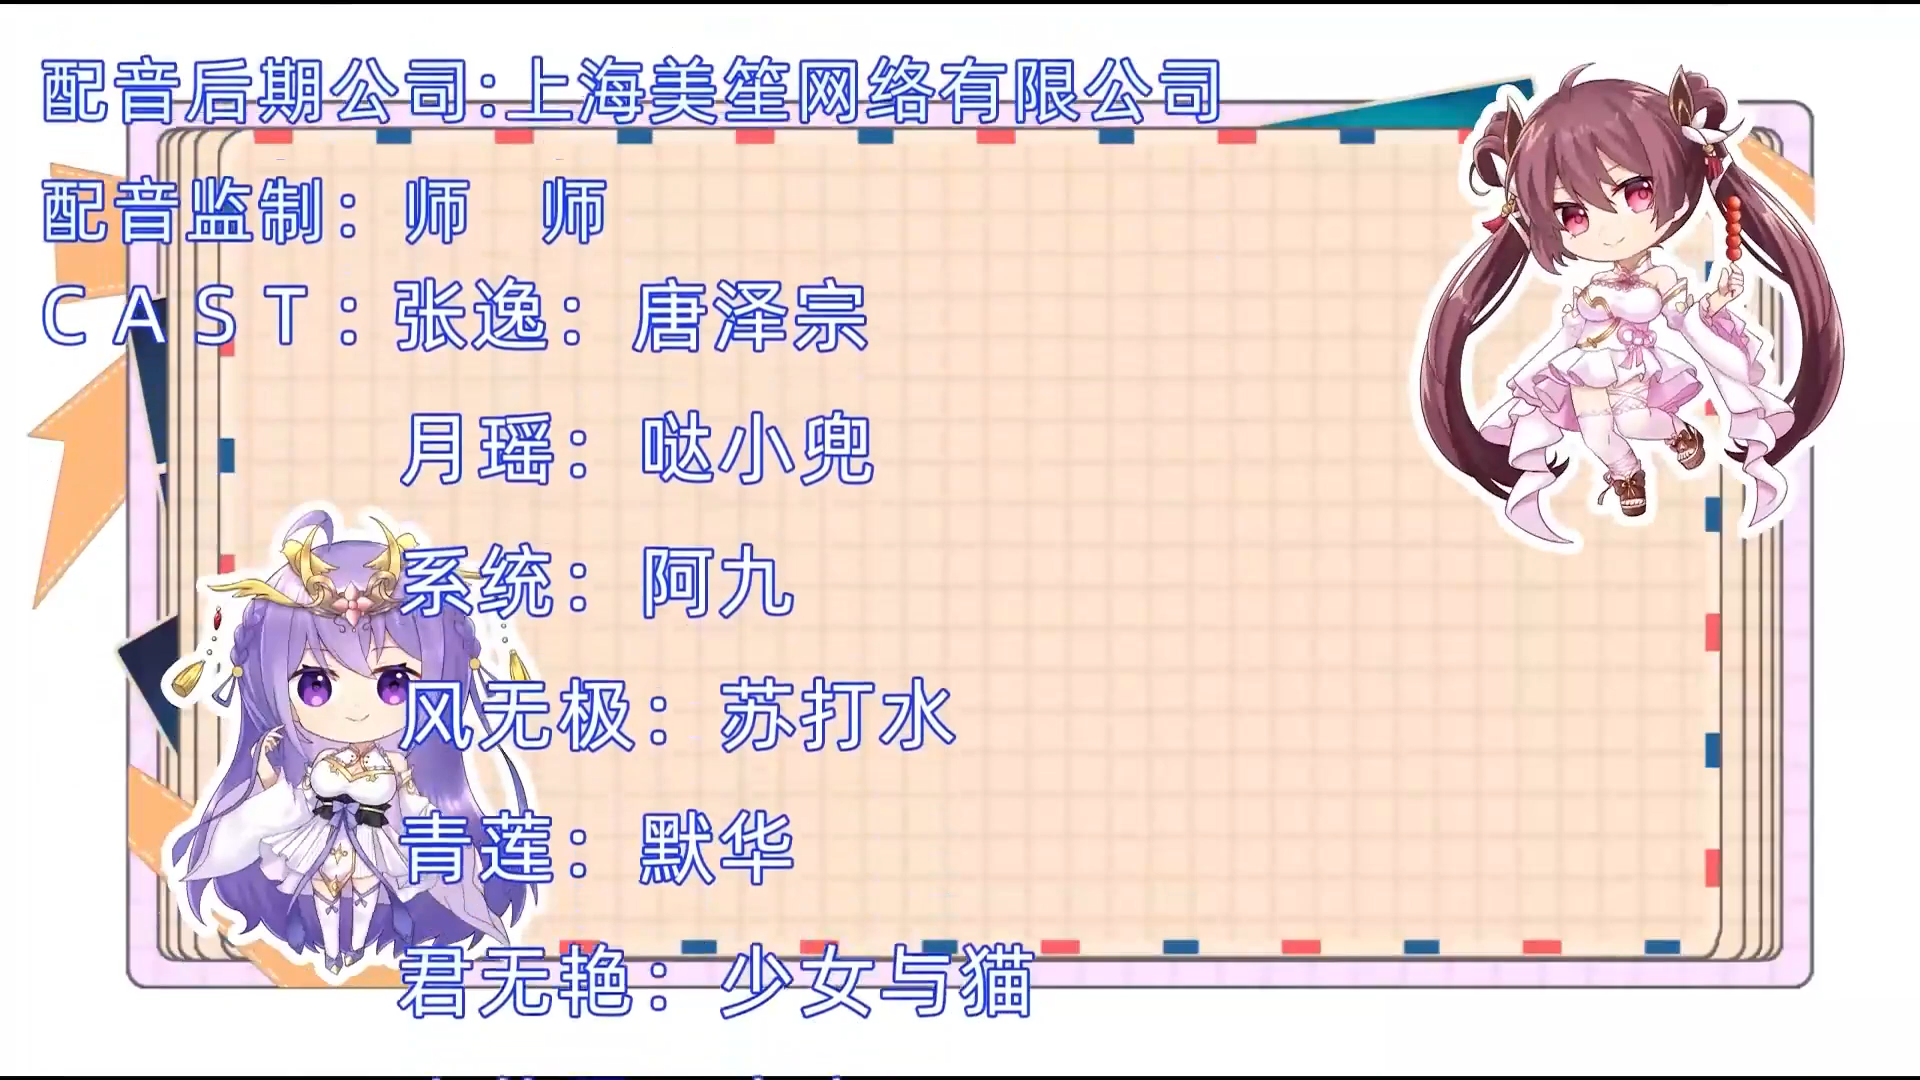 配音后期公司:上海美笙网络有限公司
配音监制：师　师
CAST：张逸：唐泽宗
月瑶：哒小兜
系统：阿九
风无极：苏打水
青莲：默华
君无艳：少女与猫